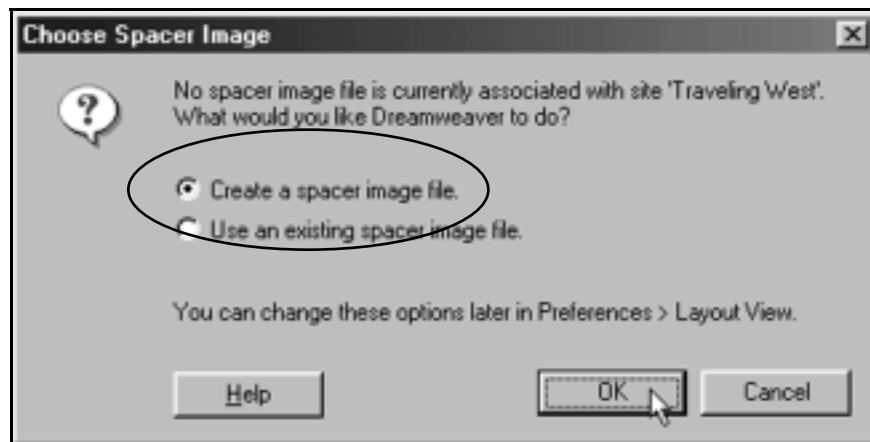 Choose Spacer Image
No spacer image file is currently associated with site 'Traveling West'.
What would you like Dreamweaver to do?
Create a spacer image file.
Use an existing spacer image file.
You can change these options later in Preferences > Layout View.
Help OK Cancel